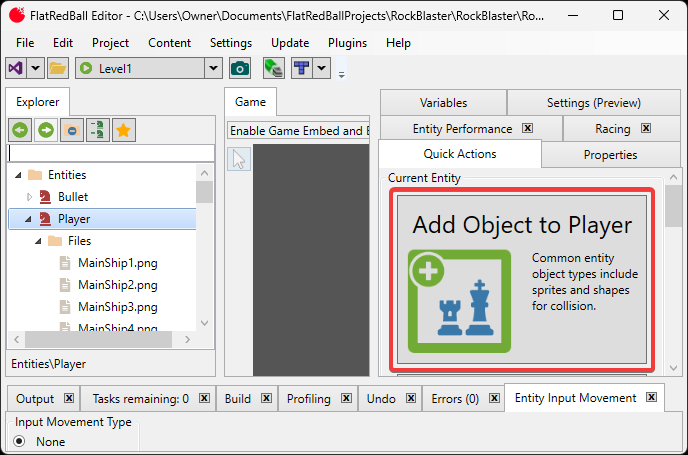 FlatRedBall Editor - C:\Users\Owner\Documents\FlatRedBallProjects\RockBlaster\RockBlaster\Ro...
File Edit Project Content Settings Update Plugins Help
Level1
Explorer
Game
Variables Settings (Preview)
Entity Performance Racing
Quick Actions Properties
Enable Game Embed and E
Current Entity
Entities
Bullet
Player
Files
MainShip1.png
MainShip2.png
MainShip3.png
MainShip4.png
Entities\Player
Add Object to Player
Common entity
object types include
sprites and shapes
for collision.
Output Tasks remaining: 0 Build Profiling Undo Errors (0) Entity Input Movement
Input Movement Type
None